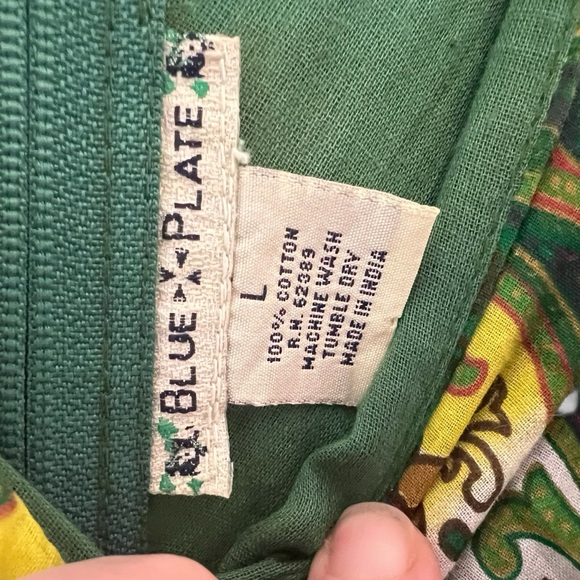 BLUE PLATE
L
100% COTTON
R.N. 62389
MACHINE WASH
TUMBLE DRY
MADE IN INDIA